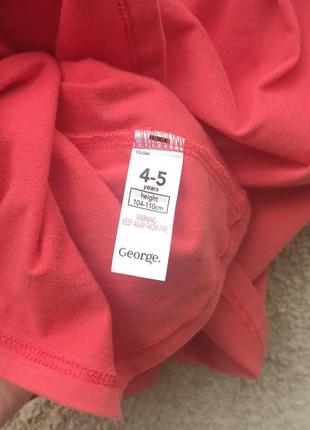 4-5
years
height
104-110cm
WARNING
KEEP AWAY FROM FIRE
George.